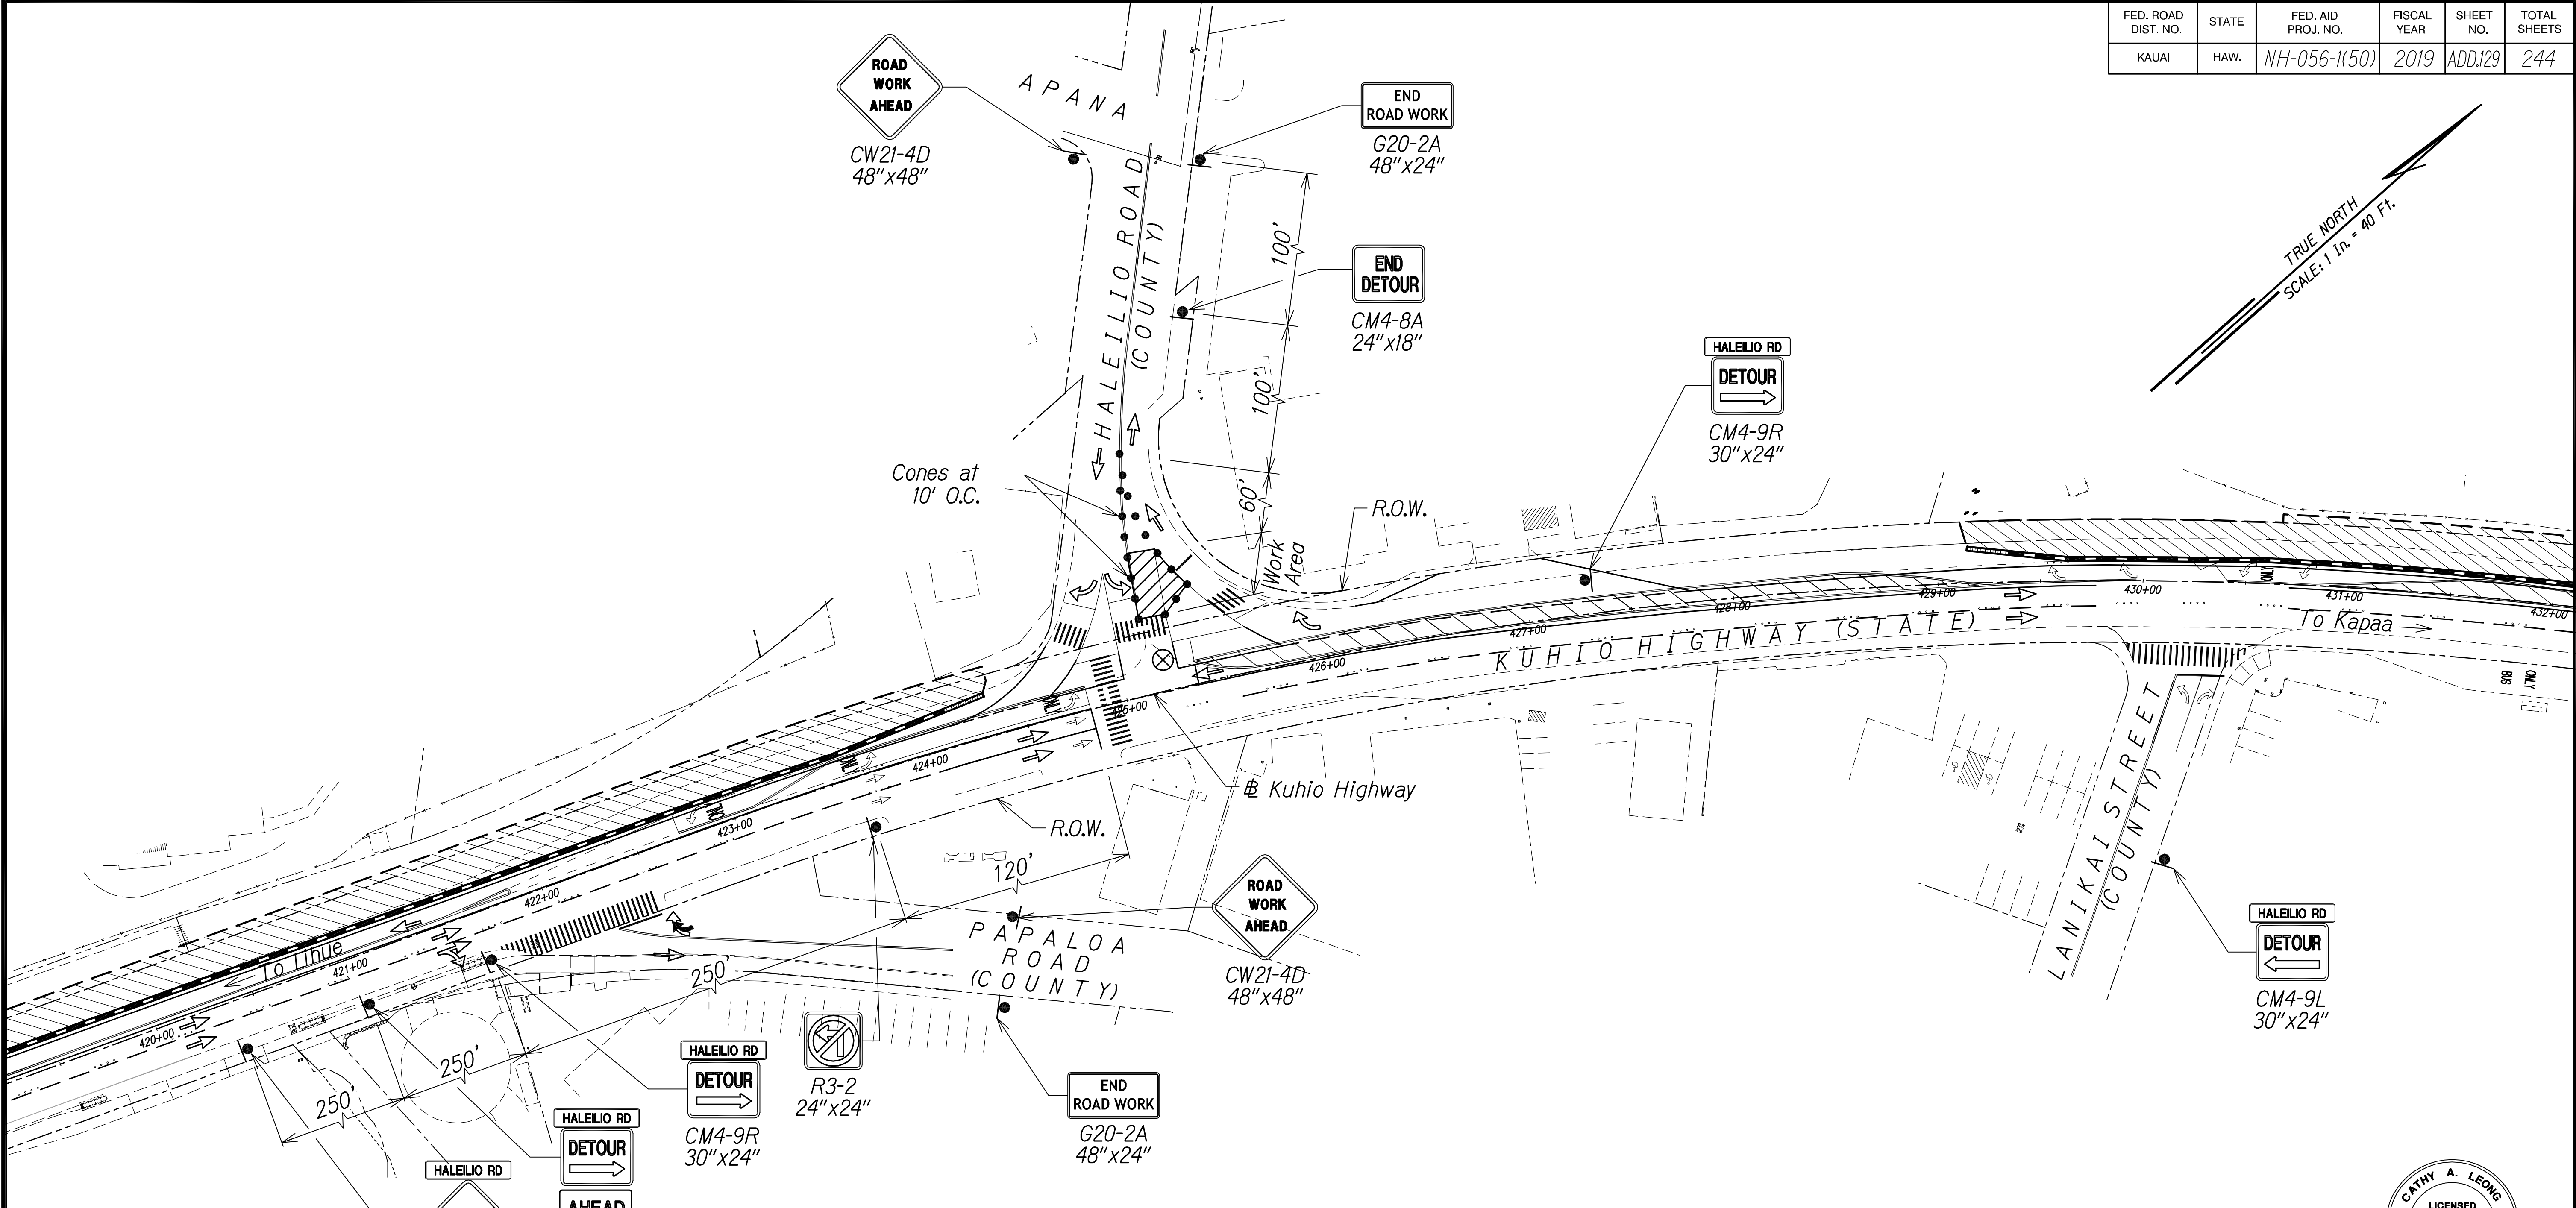 FED. ROAD DIST. NO.
STATE
FED. AID PROJ. NO.
FISCAL YEAR
SHEET NO.
TOTAL SHEETS
KAUAI
HAW.
NH-056-1(50)
2019
ADD.129
244
ROAD
WORK
AHEAD
CW21-4D
48"x48"
APANA
END
ROAD WORK
G20-2A
48"x24"
TRUE NORTH
SCALE: 1 In. = 40 Ft.
HALEILIO ROAD
(COUNTY)
100'
END
DETOUR
CM4-8A
24"x18"
100'
HALEILIO RD
DETOUR
CM4-9R
30"x24"
Cones at
10' O.C.
60'
R.O.W.
Work
Area
ONLY
430+00
431+00
432+00
429+00
428+00
427+00
426+00
To Kapaa
KUHIO HIGHWAY (STATE)
ONLY
BUS
425+00
ONLY
424+00
ONLY
423+00
ONLY
℄ Kuhio Highway
R.O.W.
120'
422+00
To Lihue
421+00
420+00
250'
250'
250'
PAPALOA
ROAD
(COUNTY)
ROAD
WORK
AHEAD
CW21-4D
48"x48"
LANIKAI STREET
(COUNTY)
HALEILIO RD
DETOUR
CM4-9L
30"x24"
R3-2
24"x24"
END
ROAD WORK
G20-2A
48"x24"
HALEILIO RD
DETOUR
CM4-9R
30"x24"
HALEILIO RD
DETOUR
AHEAD
HALEILIO RD
CATHY A. LEONG
LICENSED